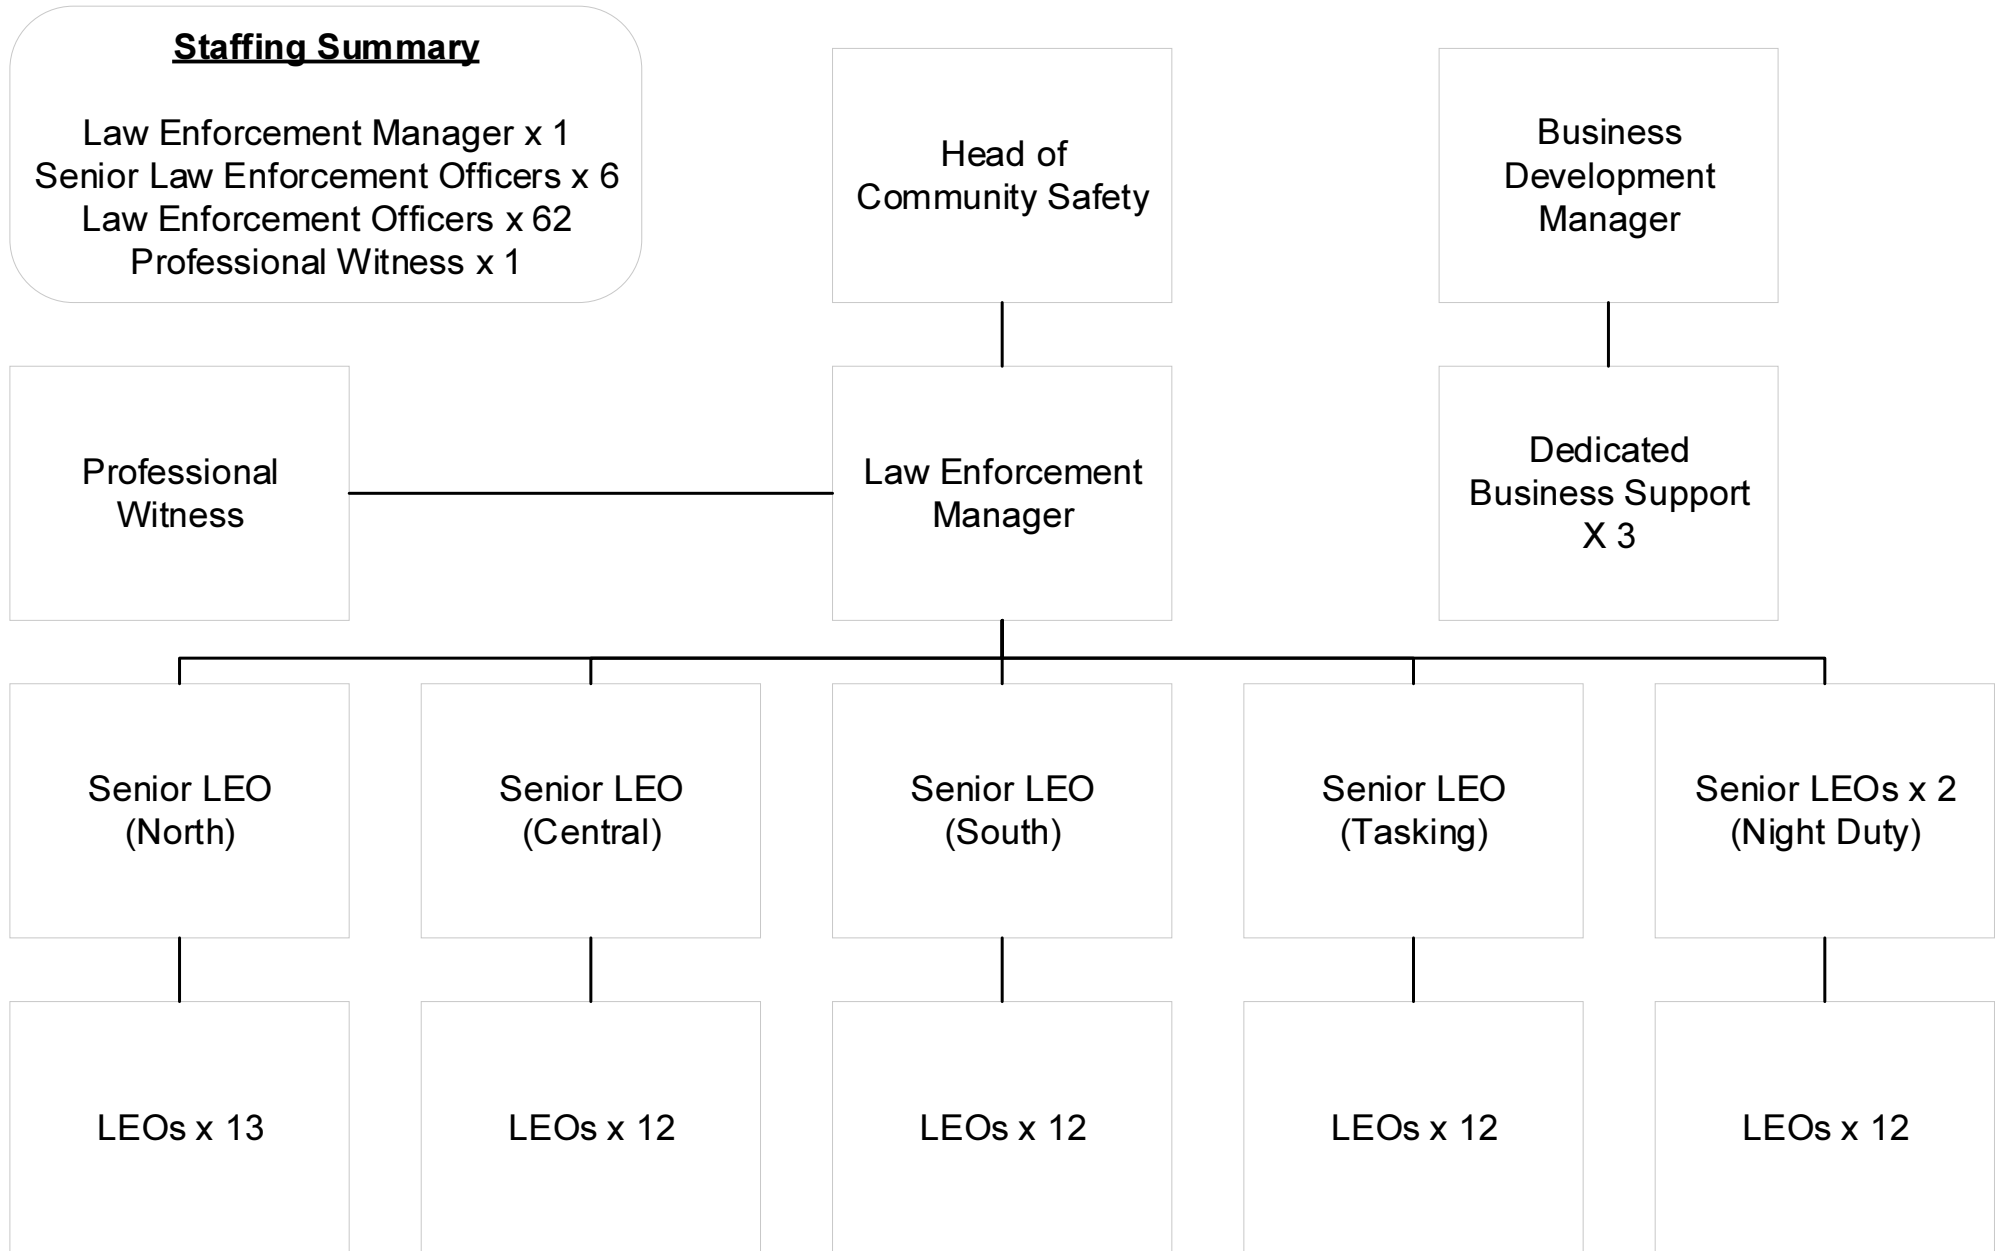 Staffing Summary
Law Enforcement Manager x 1
Senior Law Enforcement Officers x 6
Law Enforcement Officers x 62
Professional Witness x 1
Head of
Community Safety
Business
Development
Manager
Professional
Witness
Law Enforcement
Manager
Dedicated
Business Support
X 3
Senior LEO
(North)
Senior LEO
(Central)
Senior LEO
(South)
Senior LEO
(Tasking)
Senior LEOs x 2
(Night Duty)
LEOs x 13
LEOs x 12
LEOs x 12
LEOs x 12
LEOs x 12